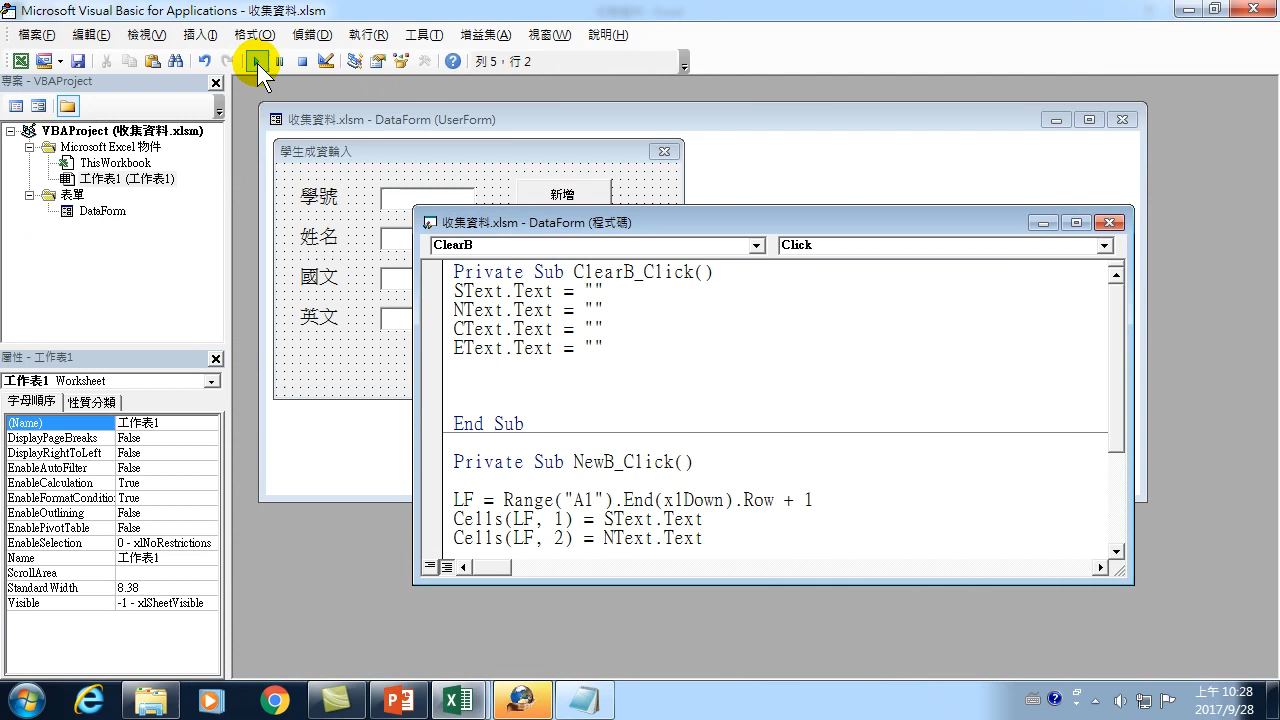 Microsoft Visual Basic for Applications - 收集資料.xlsm
檔案(F) 編輯(E) 檢視(V) 插入(I) 格式(O) 偵錯(D) 執行(R) 工具(T) 增益集(A) 視窗(W) 說明(H)
列 5，行 2
專案 - VBAProject
VBAProject (收集資料.xlsm)
Microsoft Excel 物件
ThisWorkbook
工作表1 (工作表1)
表單
DataForm
屬性 - 工作表1
工作表1 Worksheet
字母順序 性質分類
(Name) 工作表1
DisplayPageBreaks False
DisplayRightToLeft False
EnableAutoFilter False
EnableCalculation True
EnableFormatConditio True
EnableOutlining False
EnablePivotTable False
EnableSelection 0 - xlNoRestrictions
Name 工作表1
ScrollArea
StandardWidth 8.38
Visible -1 - xlSheetVisible
收集資料.xlsm - DataForm (UserForm)
學生成資輸入
學號
新增
姓名
國文
英文
收集資料.xlsm - DataForm (程式碼)
ClearB Click
Private Sub ClearB_Click()
SText.Text = ""
NText.Text = ""
CText.Text = ""
EText.Text = ""
End Sub
Private Sub NewB_Click()
LF = Range("A1").End(xlDown).Row + 1
Cells(LF, 1) = SText.Text
Cells(LF, 2) = NText.Text
上午 10:28
2017/9/28